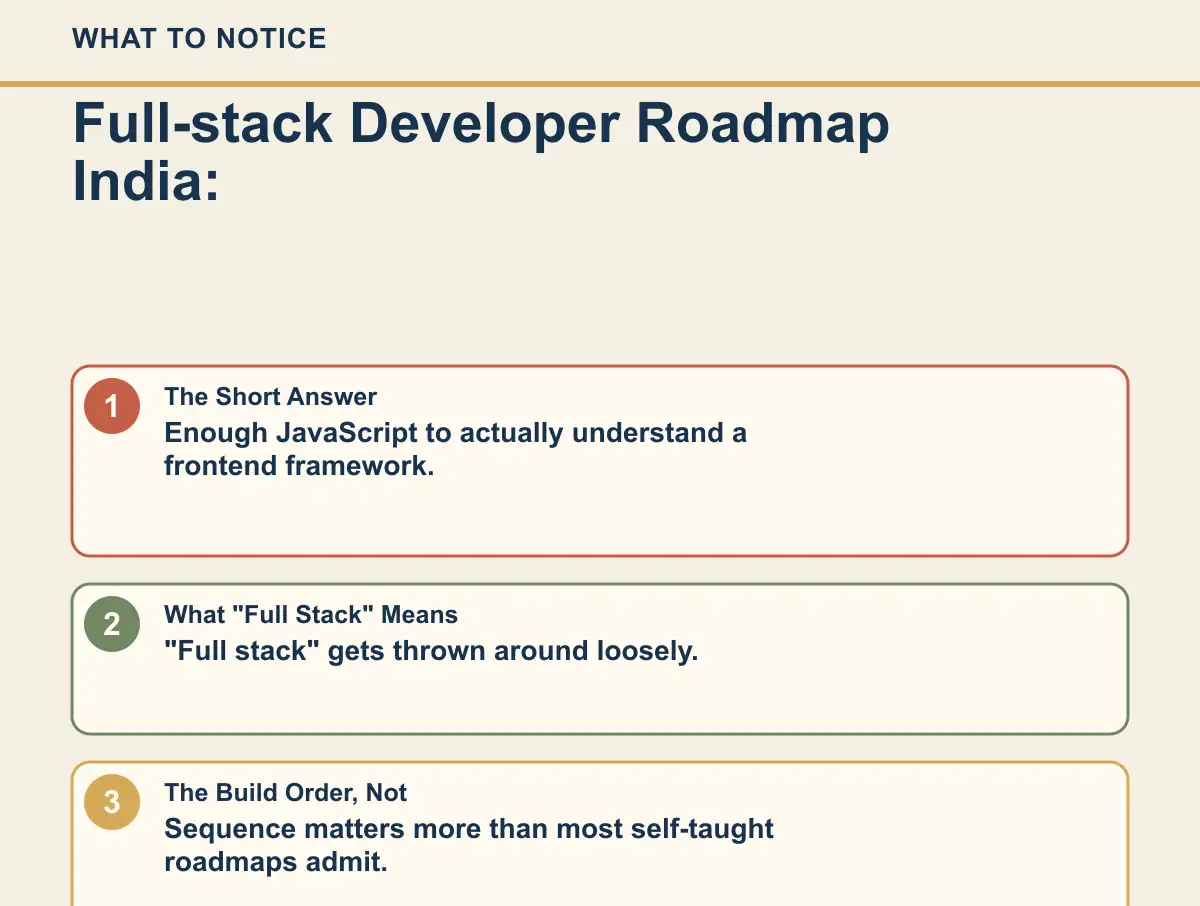 WHAT TO NOTICE
Full-stack Developer Roadmap
India:
1
The Short Answer
Enough JavaScript to actually understand a
frontend framework.
2
What "Full Stack" Means
"Full stack" gets thrown around loosely.
3
The Build Order, Not
Sequence matters more than most self-taught
roadmaps admit.